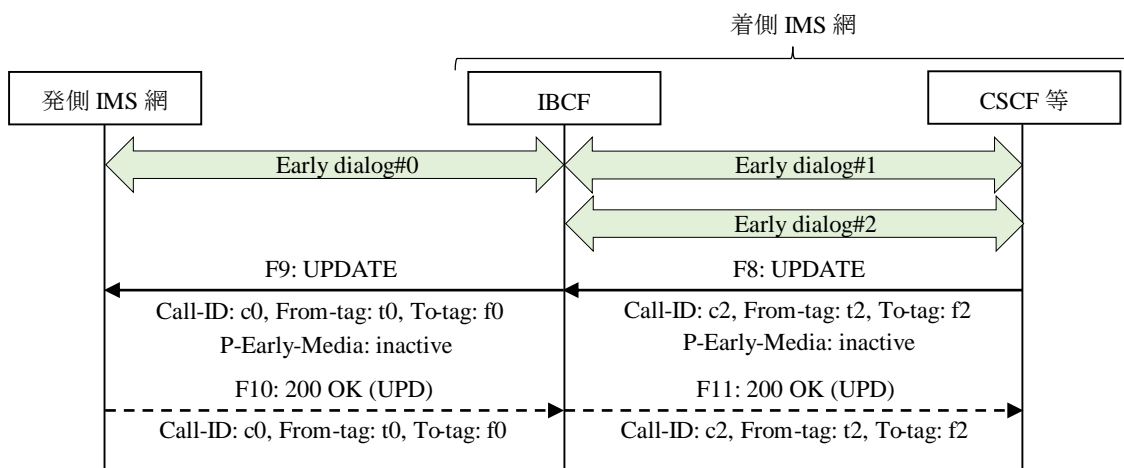 着側 IMS 網
発側 IMS 網
IBCF
CSCF 等
Early dialog#0
Early dialog#1
Early dialog#2
F9: UPDATE
F8: UPDATE
Call-ID: c0, From-tag: t0, To-tag: f0
Call-ID: c2, From-tag: t2, To-tag: f2
P-Early-Media: inactive
P-Early-Media: inactive
F10: 200 OK (UPD)
F11: 200 OK (UPD)
Call-ID: c0, From-tag: t0, To-tag: f0
Call-ID: c2, From-tag: t2, To-tag: f2